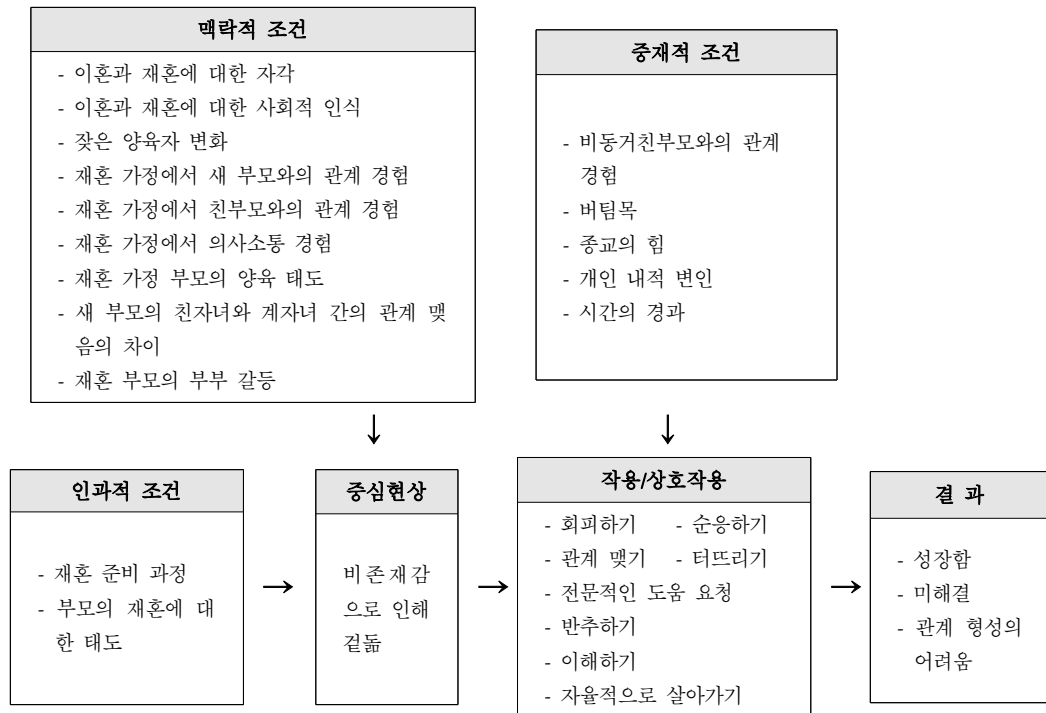 맥락적 조건
- 이혼과 재혼에 대한 자각
- 이혼과 재혼에 대한 사회적 인식
- 잦은 양육자 변화
- 재혼 가정에서 새 부모와의 관계 경험
- 재혼 가정에서 친부모와의 관계 경험
- 재혼 가정에서 의사소통 경험
- 재혼 가정 부모의 양육 태도
- 새 부모의 친자녀와 계자녀 간의 관계 맺
음의 차이
- 재혼 부모의 부부 갈등
중재적 조건
- 비동거친부모와의 관계
경험
- 버팀목
- 종교의 힘
- 개인 내적 변인
- 시간의 경과
↓
↓
인과적 조건
- 재혼 준비 과정
- 부모의 재혼에 대
한 태도
→
중심현상
비존재감
으로 인해
겉돎
→
작용/상호작용
- 회피하기 - 순응하기
- 관계 맺기 - 터뜨리기
- 전문적인 도움 요청
- 반추하기
- 이해하기
- 자율적으로 살아가기
→
결 과
- 성장함
- 미해결
- 관계 형성의
어려움